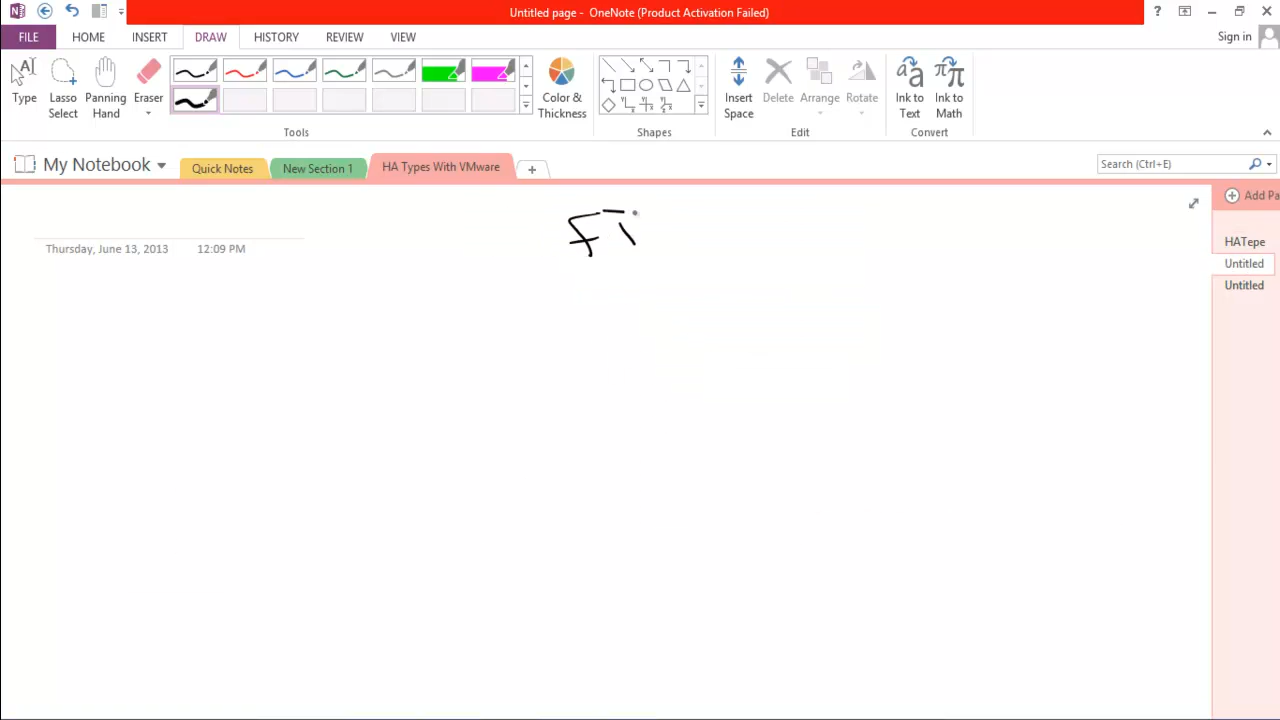 Untitled page - OneNote (Product Activation Failed)
FILE HOME INSERT DRAW HISTORY REVIEW VIEW Sign in
Type Lasso Select Panning Hand Eraser Color & Thickness Insert Space Delete Arrange Rotate Ink to Text Ink to Math
Tools Shapes Edit Convert
My Notebook Quick Notes New Section 1 HA Types With VMware Search (Ctrl+E)
Add Pa
FT
Thursday, June 13, 2013 12:09 PM
HATepe
Untitled
Untitled